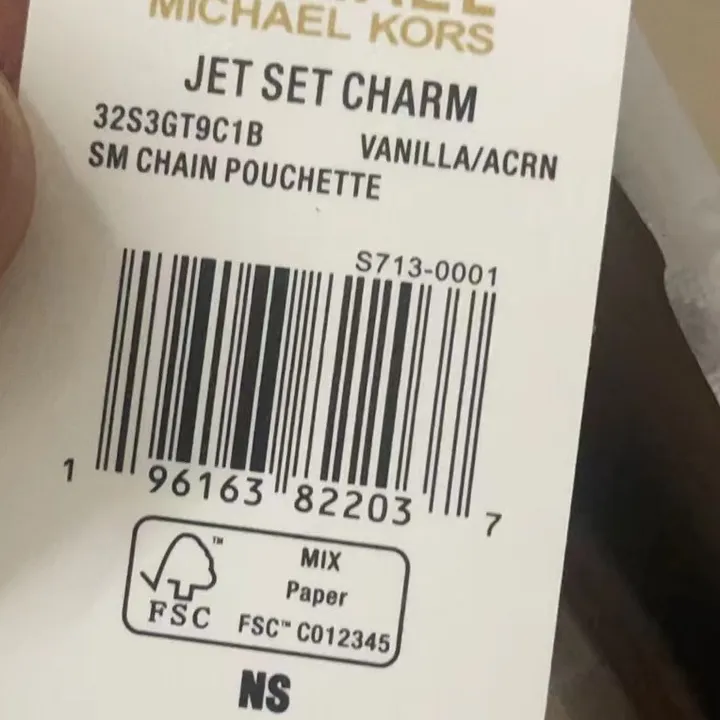 MICHAEL KORS
JET SET CHARM
32S3GT9C1B VANILLA/ACRN
SM CHAIN POUCHETTE
S713-0001
1 96163 82203 7
FSC™
MIX
Paper
FSC™ C012345
NS